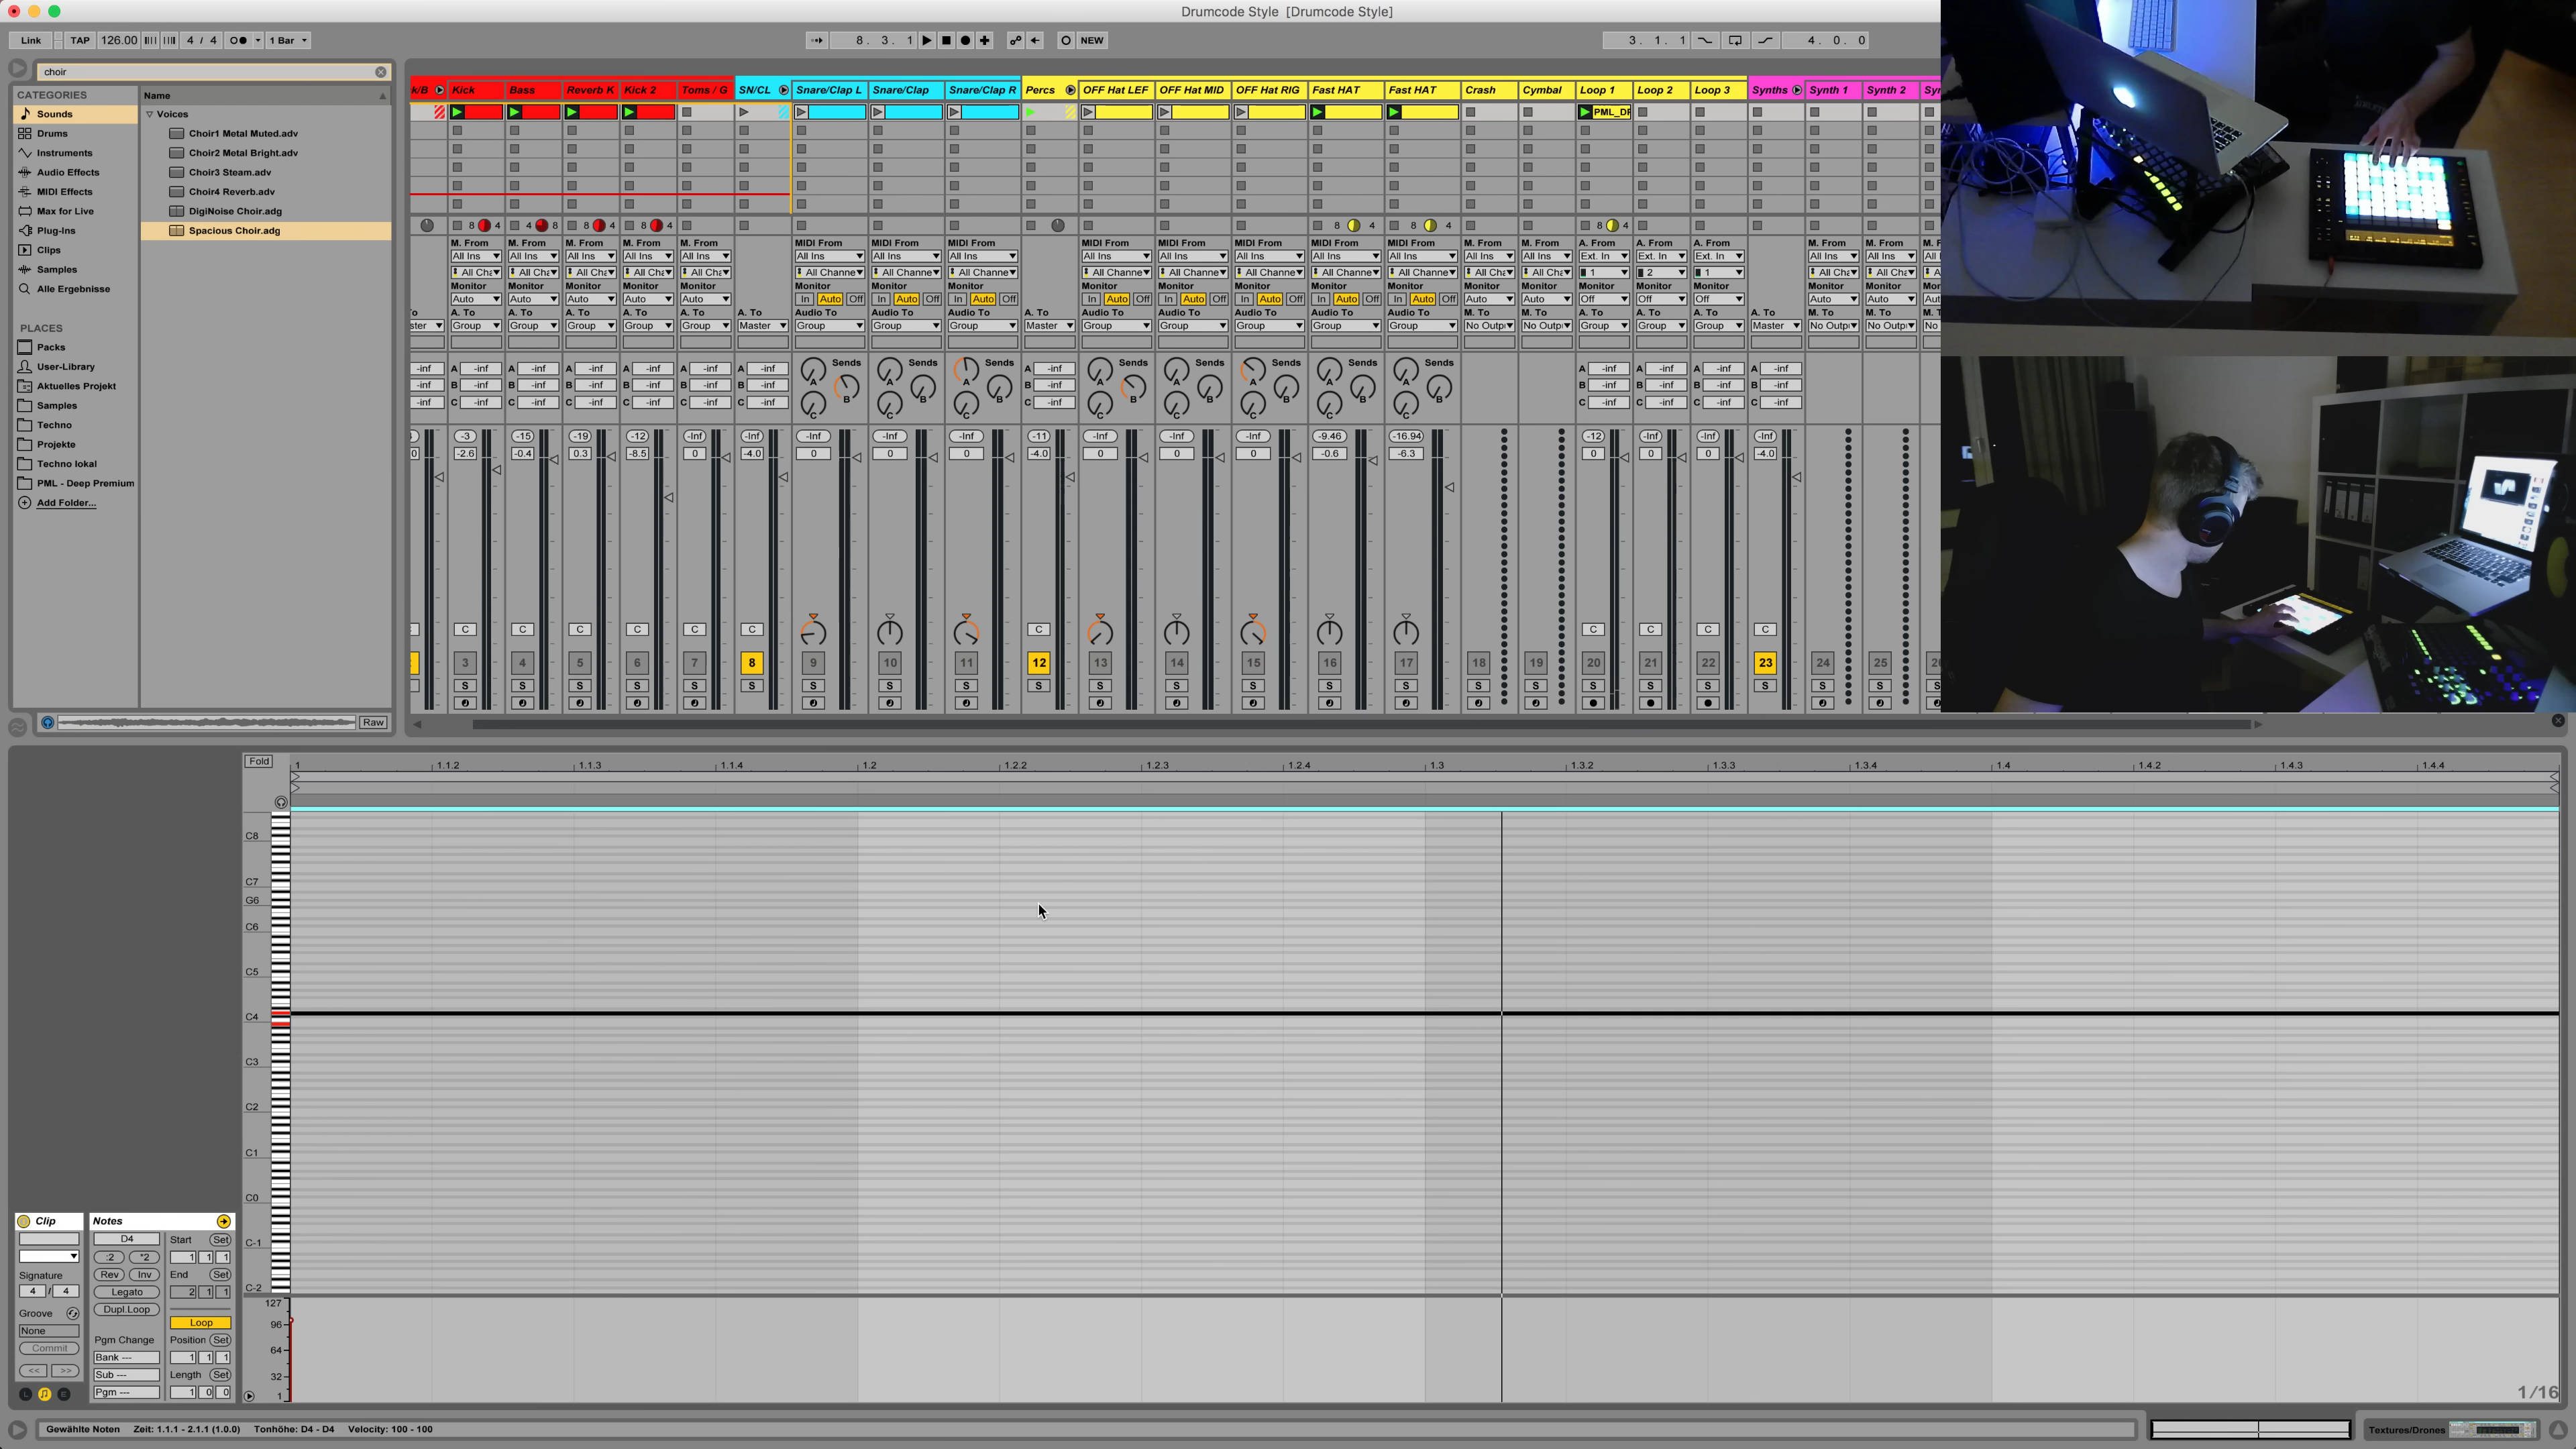 Drumcode Style  [Drumcode Style]
Link TAP 126.00 4 / 4 1 Bar 8. 3. 1 NEW 3. 1. 1 4. 0. 0
choir
CATEGORIES
Sounds
Drums
Instruments
Audio Effects
MIDI Effects
Max for Live
Plug-Ins
Clips
Samples
Alle Ergebnisse
PLACES
Packs
User-Library
Aktuelles Projekt
Samples
Techno
Projekte
Techno lokal
PML - Deep Premium
Add Folder...
Name
Voices
Choir1 Metal Muted.adv
Choir2 Metal Bright.adv
Choir3 Steam.adv
Choir4 Reverb.adv
DigiNoise Choir.adg
Spacious Choir.adg
Raw
k/B Kick Bass Reverb K Kick 2 Toms / G SN/CL Snare/Clap L Snare/Clap Snare/Clap R Percs OFF Hat LEF OFF Hat MID OFF Hat RIG Fast HAT Fast HAT Crash Cymbal Loop 1 Loop 2 Loop 3 Synths Synth 1 Synth 2
PML_DF
8 4 4 8 8 4 8 4 8 4 8 4 8 4
M. From M. From M. From M. From M. From MIDI From MIDI From MIDI From MIDI From MIDI From MIDI From MIDI From MIDI From M. From M. From A. From A. From A. From M. From M. From
All Ins All Ins All Ins All Ins All Ins All Ins All Ins All Ins All Ins All Ins All Ins All Ins All Ins All Ins All Ins Ext. In Ext. In Ext. In All Ins All Ins
All Cha All Cha All Cha All Cha All Cha All Channe All Channe All Channe All Channe All Channe All Channe All Channe All Channe All Cha All Cha 1 2 1 All Cha All Cha
Monitor Monitor Monitor Monitor Monitor Monitor Monitor Monitor Monitor Monitor Monitor Monitor Monitor Monitor Monitor Monitor Monitor Monitor Monitor Monitor
Auto Auto Auto Auto Auto In Auto Off In Auto Off In Auto Off In Auto Off In Auto Off In Auto Off In Auto Off In Auto Off Auto Auto Off Off Off Auto Auto
A. To A. To A. To A. To A. To A. To Audio To Audio To Audio To A. To Audio To Audio To Audio To Audio To Audio To M. To M. To A. To A. To A. To A. To M. To M. To
Group Group Group Group Group Master Group Group Group Master Group Group Group Group Group No Outp No Outp Group Group Group Master No Outp No Outp
Sends Sends Sends Sends Sends Sends Sends Sends
A -inf A -inf A -inf A -inf A -inf A -inf A A A A -inf A A A A A A -inf A -inf A -inf A -inf
B -inf B -inf B -inf B -inf B -inf B -inf B B B B -inf B B B B B B -inf B -inf B -inf B -inf
C -inf C -inf C -inf C -inf C -inf C -inf C C C C -inf C C C C C C -inf C -inf C -inf C -inf
-3 -15 -19 -12 -Inf -Inf -Inf -Inf -Inf -11 -Inf -Inf -Inf -9.46 -16.94 -12 -Inf -Inf -Inf
-2.6 -0.4 0.3 -8.5 0 -4.0 0 0 0 -4.0 0 0 0 -0.6 -6.3 0 0 0 -4.0
C C C C C C C C C C C
3 4 5 6 7 8 9 10 11 12 13 14 15 16 17 18 19 20 21 22 23 24 25
S S S S S S S S S S S S S S S S S S S S S S S
Fold 1 1.1.2 1.1.3 1.1.4 1.2 1.2.2 1.2.3 1.2.4 1.3 1.3.2 1.3.3 1.3.4 1.4 1.4.2 1.4.3 1.4.4
C8
C7
G6
C6
C5
C4
C3
C2
C1
C0
C-1
C-2
127
96
64
32
1
1/16
Clip
Signature
4 / 4
Groove
None
Commit
<< >>
Notes
D4
:2 *2
Rev Inv
Legato
Dupl.Loop
Pgm Change
Bank ---
Sub ---
Pgm ---
Start Set
1 1 1
End Set
2 1 1
Loop
Position Set
1 1 1
Length Set
1 0 0
Gewählte Noten Zeit: 1.1.1 - 2.1.1 (1.0.0) Tonhöhe: D4 - D4 Velocity: 100 - 100
Textures/Drones